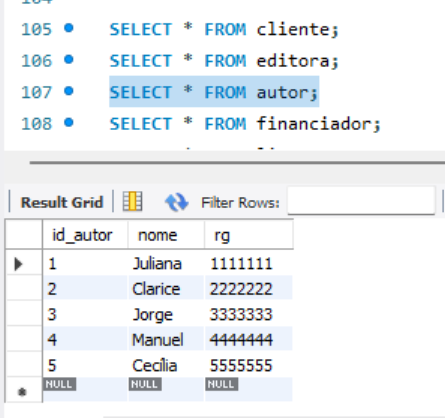 105 SELECT * FROM cliente;
106 SELECT * FROM editora;
107 SELECT * FROM autor;
108 SELECT * FROM financiador;
Result Grid Filter Rows:
id_autor nome rg
1 Juliana 1111111
2 Clarice 2222222
3 Jorge 3333333
4 Manuel 4444444
5 Cecília 5555555
NULL NULL NULL